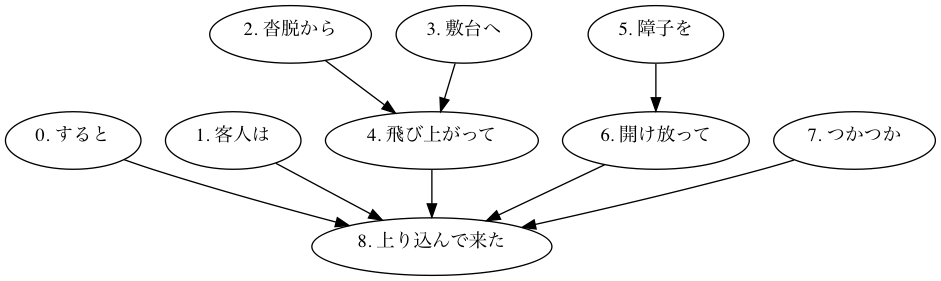 2. 沓脱から
3. 敷台へ
5. 障子を
0. すると
1. 客人は
4. 飛び上がって
6. 開け放って
7. つかつか
8. 上り込んで来た